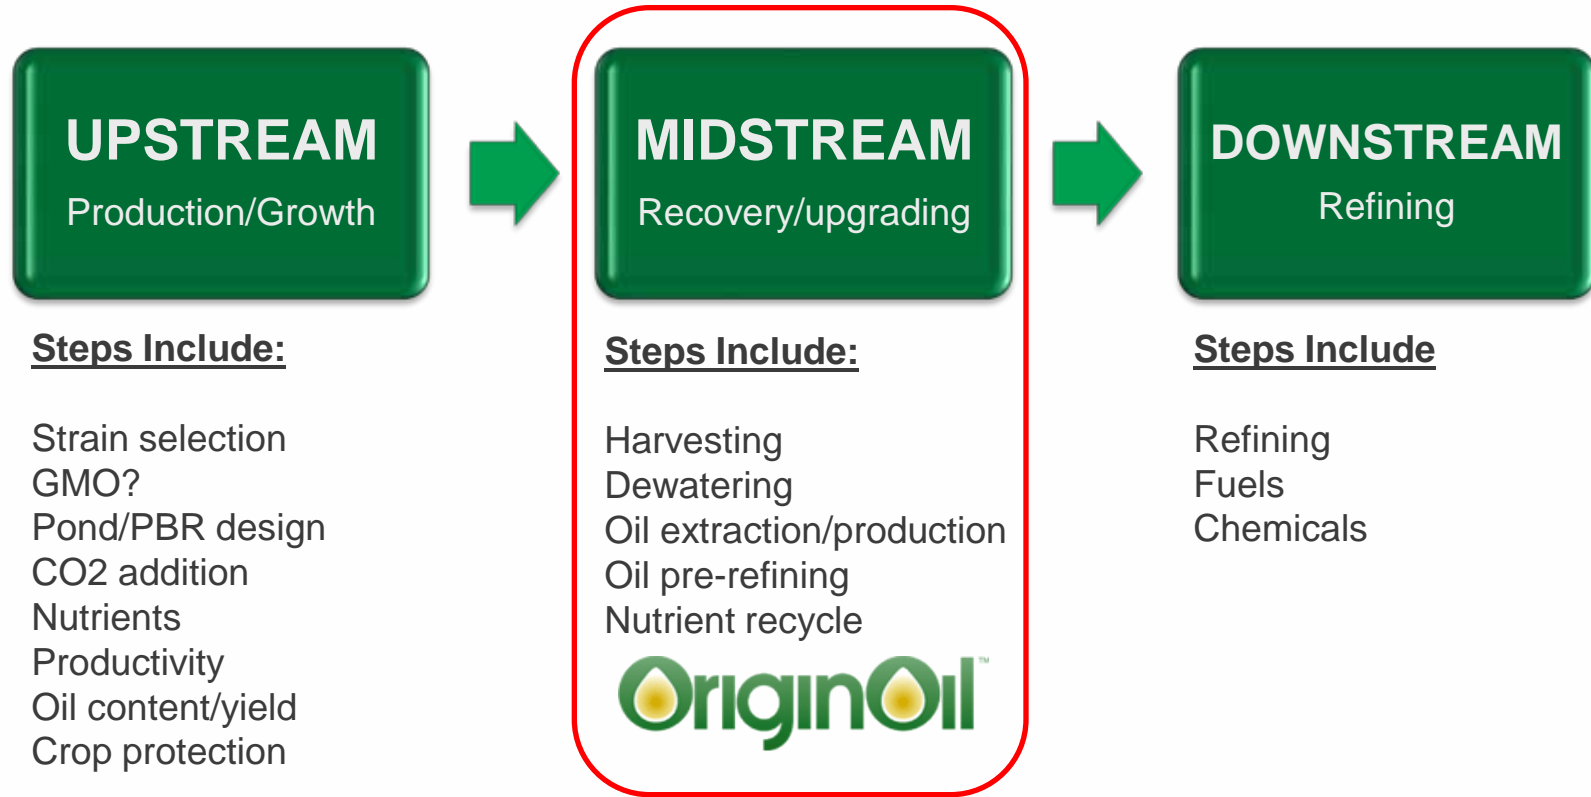 UPSTREAM
Production/Growth
Steps Include:
Strain selection
GMO?
Pond/PBR design
CO2 addition
Nutrients
Productivity
Oil content/yield
Crop protection
MIDSTREAM
Recovery/upgrading
Steps Include:
Harvesting
Dewatering
Oil extraction/production
Oil pre-refining
Nutrient recycle
OriginOil™
DOWNSTREAM
Refining
Steps Include
Refining
Fuels
Chemicals